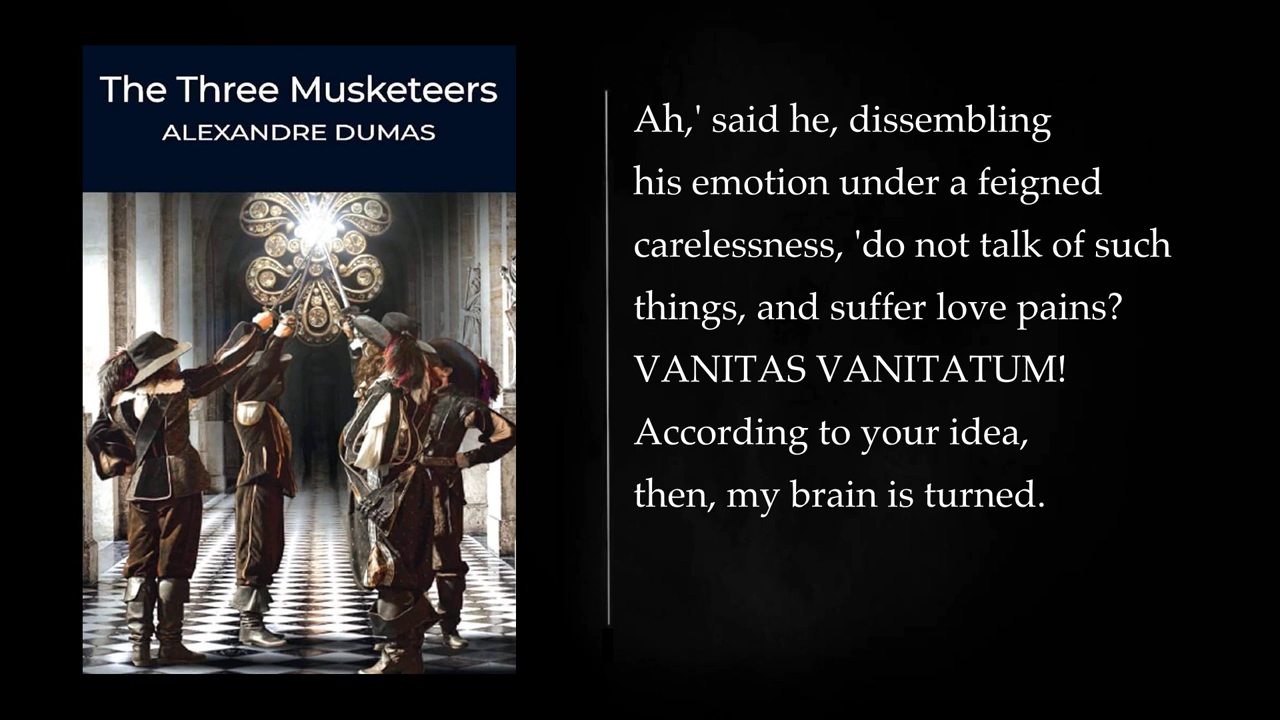 The Three Musketeers
ALEXANDRE DUMAS
Ah,' said he, dissembling
his emotion under a feigned
carelessness, 'do not talk of such
things, and suffer love pains?
VANITAS VANITATUM!
According to your idea,
then, my brain is turned.